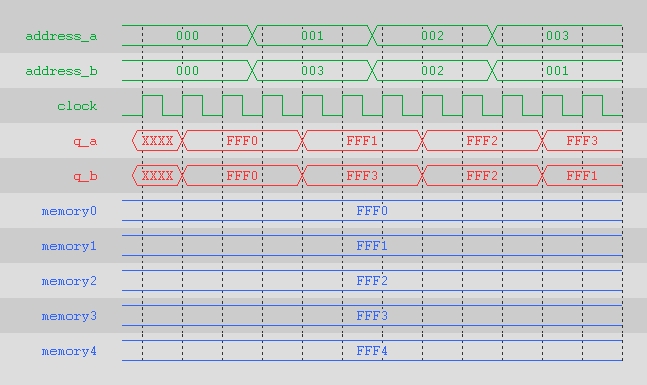 address_a 000 001 002 003
address_b 000 003 002 001
clock
q_a XXXX FFF0 FFF1 FFF2 FFF3
q_b XXXX FFF0 FFF3 FFF2 FFF1
memory0 FFF0
memory1 FFF1
memory2 FFF2
memory3 FFF3
memory4 FFF4